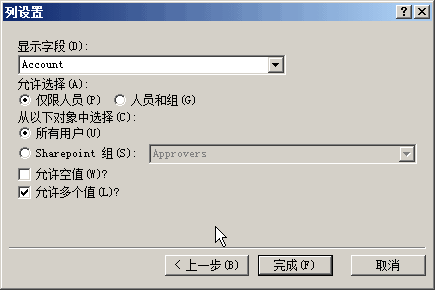 列设置
显示字段(D):
Account
允许选择(A):
仅限人员(P) 人员和组(G)
从以下对象中选择(C):
所有用户(U)
Sharepoint 组(S): Approvers
允许空值(W)?
允许多个值(L)?
< 上一步(B) 完成(F) 取消